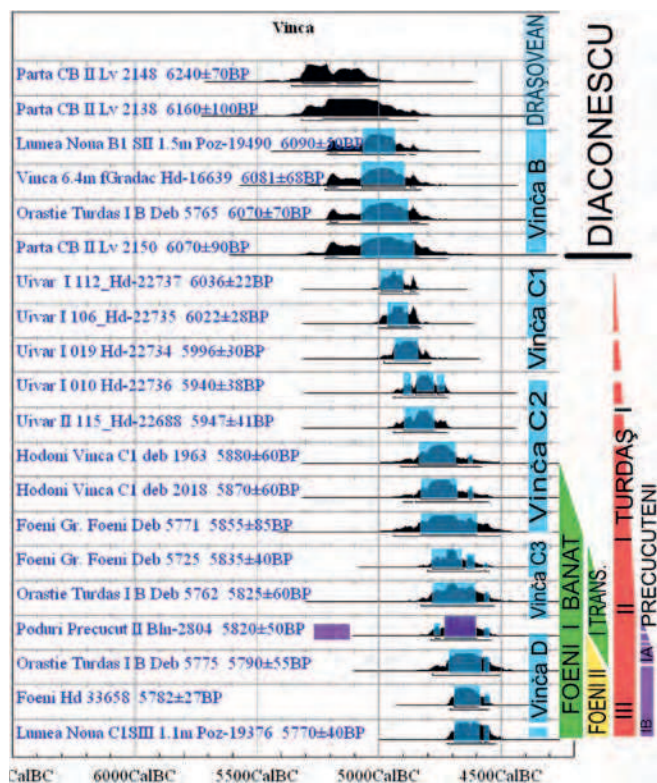 Vinca
Parta CB II Lv 2148 6240±70BP
Parta CB II Lv 2138 6160±100BP
Lumea Noua B1 SII 1.5m Poz-19490 6090±50BP
Vinca 6.4m fGradac Hd-16639 6081±68BP
Orastie Turdas I B Deb 5765 6070±70BP
Parta CB II Lv 2150 6070±90BP
Uivar I 112_Hd-22737 6036±22BP
Uivar I 106_Hd-22735 6022±28BP
Uivar I 019 Hd-22734 5996±30BP
Uivar I 010 Hd-22736 5940±38BP
Uivar II 115_Hd-22688 5947±41BP
Hodoni Vinca C1 deb 1963 5880±60BP
Hodoni Vinca C1 deb 2018 5870±60BP
Foeni Gr. Foeni Deb 5771 5855±85BP
Foeni Gr. Foeni Deb 5725 5835±40BP
Orastie Turdas I B Deb 5762 5825±60BP
Poduri Precucut II Bln-2804 5820±50BP
Orastie Turdas I B Deb 5775 5790±55BP
Foeni Hd 33658 5782±27BP
Lumea Noua C1SIII 1.1m Poz-19376 5770±40BP
CalBC 6000CalBC 5500CalBC 5000CalBC 4500CalBC
DRAȘOVEAN
Vinča B
Vinča C1
Vinča C2
Vinča C3
Vinča D
DIACONESCU
FOENI I BANAT
FOENI II
I TRANS.
III II I TURDAȘ I
IB IA PRECUCUTENI